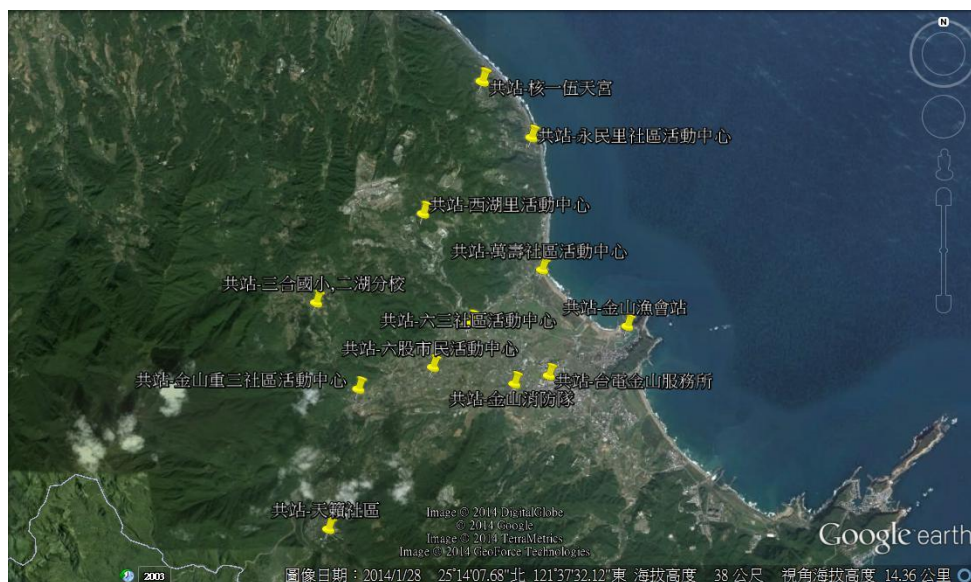 N
共站-核一伍天宮
共站-永民里社區活動中心
共站-西湖里活動中心
共站-萬壽社區活動中心
共站-三台國小,二湖分校
共站-金山漁會站
共站-六三社區活動中心
共站-六股市民活動中心
共站-金山重三社區活動中心
共站-台電金山服務所
共站-金山消防隊
共站-天籟社區
Image © 2014 DigitalGlobe
© 2014 Google
Image © 2014 TerraMetrics
Image © 2014 GeoForce Technologies
Google earth
2003
圖像日期：2014/1/28 25°14'07.68"北 121°37'32.12"東 海拔高度 38 公尺 視角海拔高度 14.36 公里